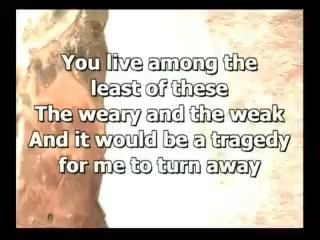 You live among the
least of these
The weary and the weak
And it would be a tragedy
for me to turn away